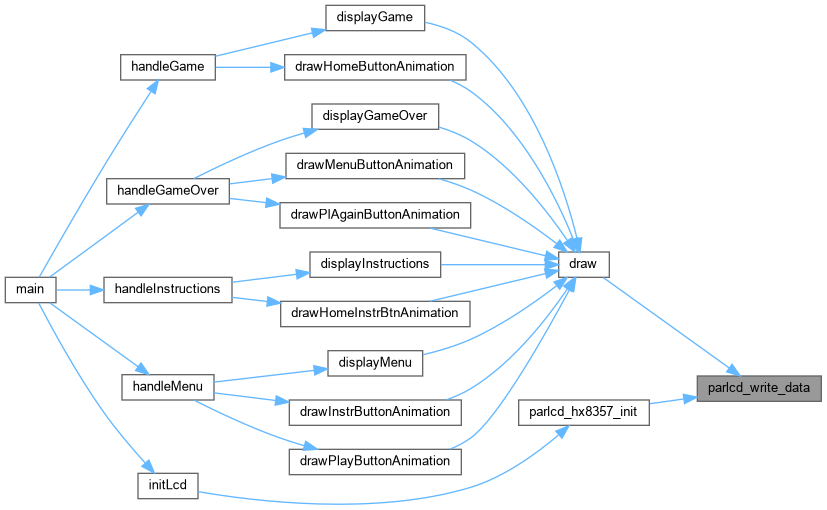 displayGame
handleGame
drawHomeButtonAnimation
displayGameOver
drawMenuButtonAnimation
handleGameOver
drawPlAgainButtonAnimation
displayInstructions
draw
main
handleInstructions
drawHomeInstrBtnAnimation
displayMenu
handleMenu
parlcd_write_data
drawInstrButtonAnimation
parlcd_hx8357_init
drawPlayButtonAnimation
initLcd